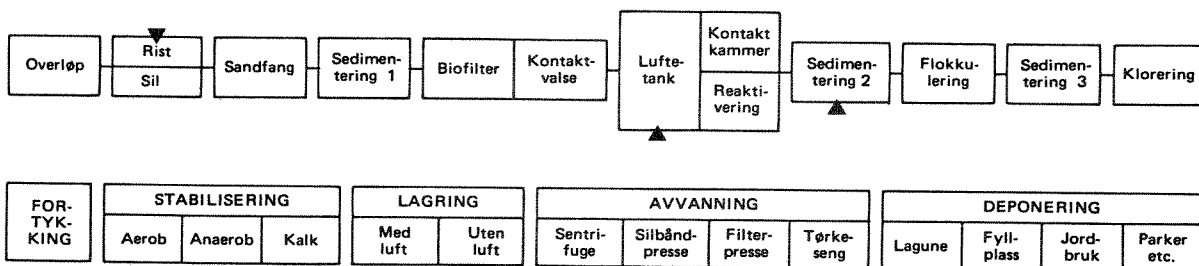 Overløp
Rist
Sil
Sandfang
Sedimen-
tering 1
Biofilter
Kontakt-
valse
Lufte-
tank
Kontakt
kammer
Reakti-
vering
Sedimen-
tering 2
Flokku-
lering
Sedimen-
tering 3
Klorering
FOR-
TYK-
KING
STABILISERING
Aerob
Anaerob
Kalk
LAGRING
Med
luft
Uten
luft
AVVANNING
Sentri-
fuge
Silbånd-
presse
Filter-
presse
Tørke-
seng
DEPONERING
Lagune
Fyll-
plass
Jord-
bruk
Parker
etc.